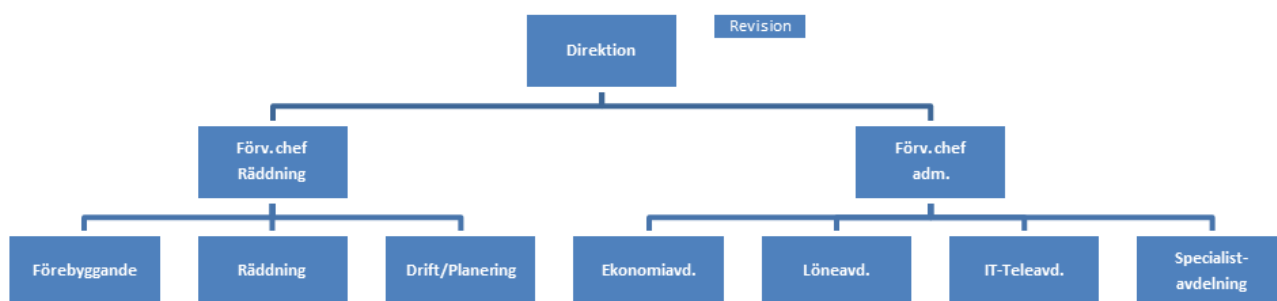 Direktion
Revision
Förv. chef
Räddning
Förv. chef
adm.
Förebyggande
Räddning
Drift/Planering
Ekonomiavd.
Löneavd.
IT-Teleavd.
Specialist-
avdelning